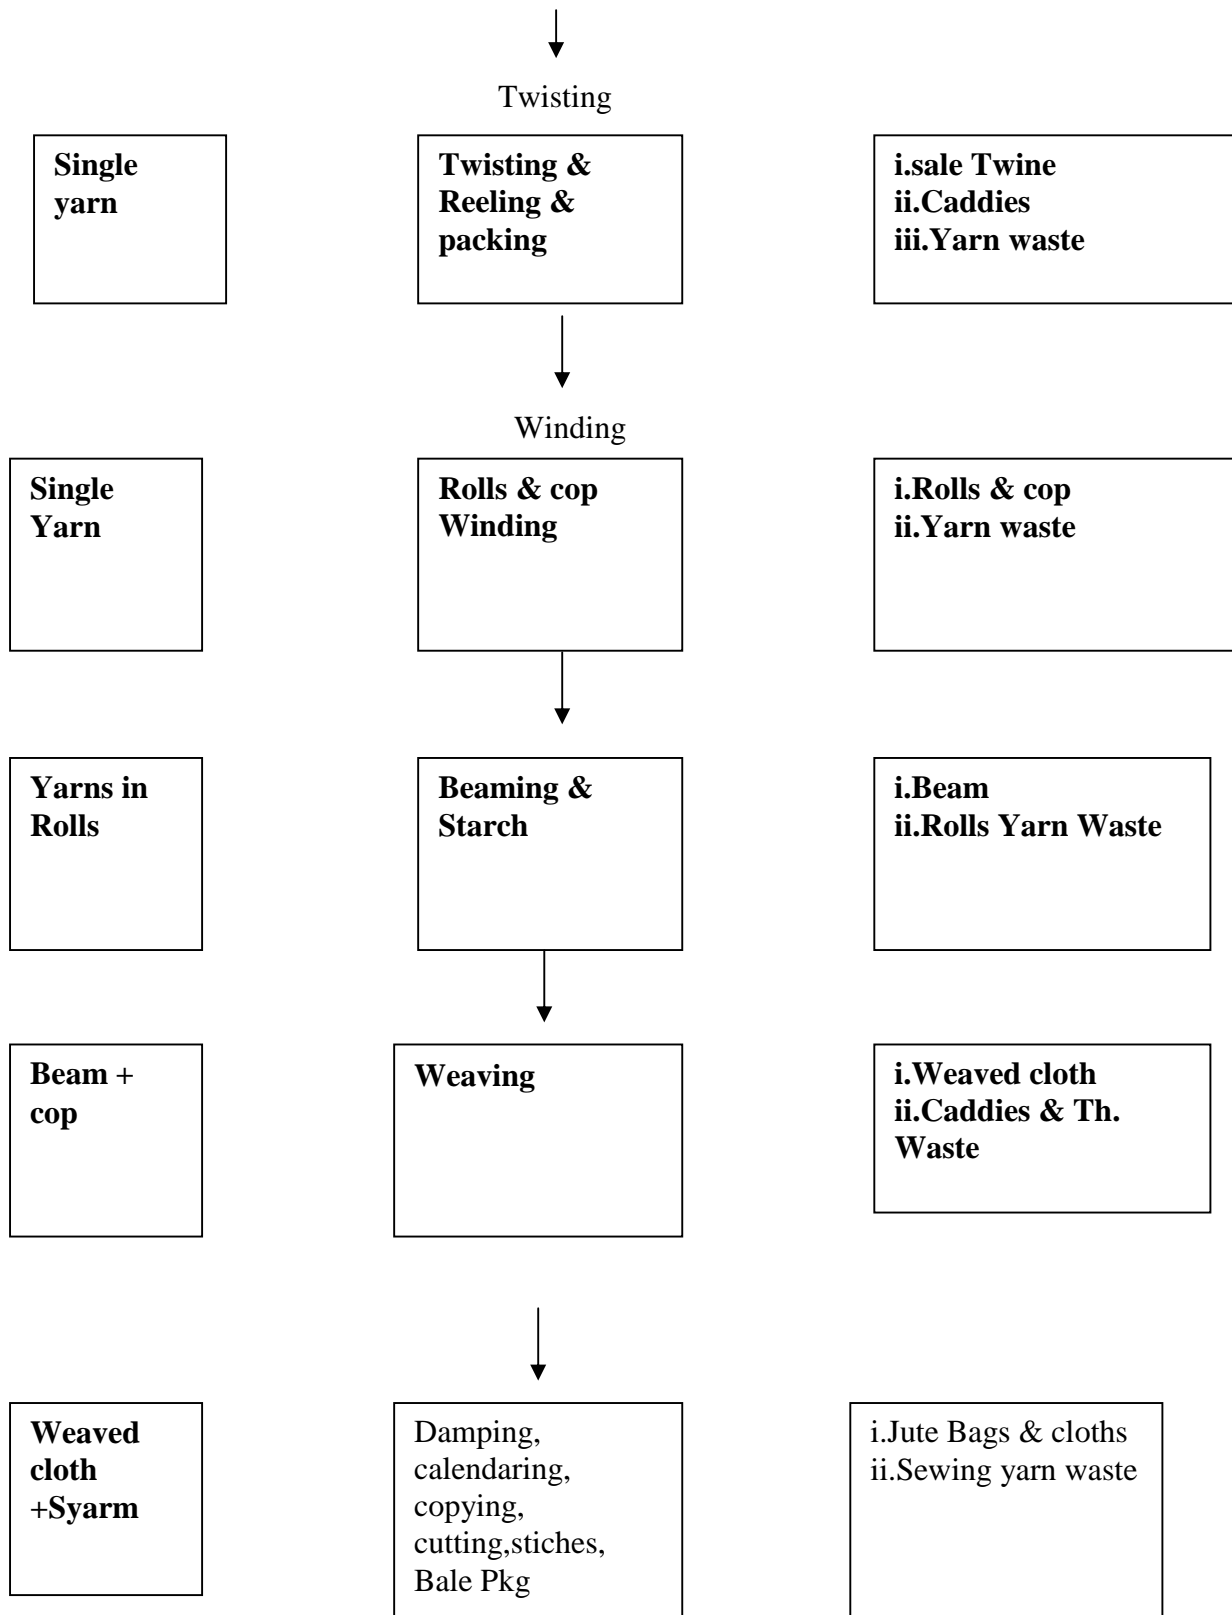 Twisting
Single
yarn
Twisting &
Reeling &
packing
i.sale Twine
ii.Caddies
iii.Yarn waste
Winding
Single
Yarn
Rolls & cop
Winding
i.Rolls & cop
ii.Yarn waste
Yarns in
Rolls
Beaming &
Starch
i.Beam
ii.Rolls Yarn Waste
Beam +
cop
Weaving
i.Weaved cloth
ii.Caddies & Th.
Waste
Weaved
cloth
+Syarm
Damping,
calendaring,
copying,
cutting,stiches,
Bale Pkg
i.Jute Bags & cloths
ii.Sewing yarn waste